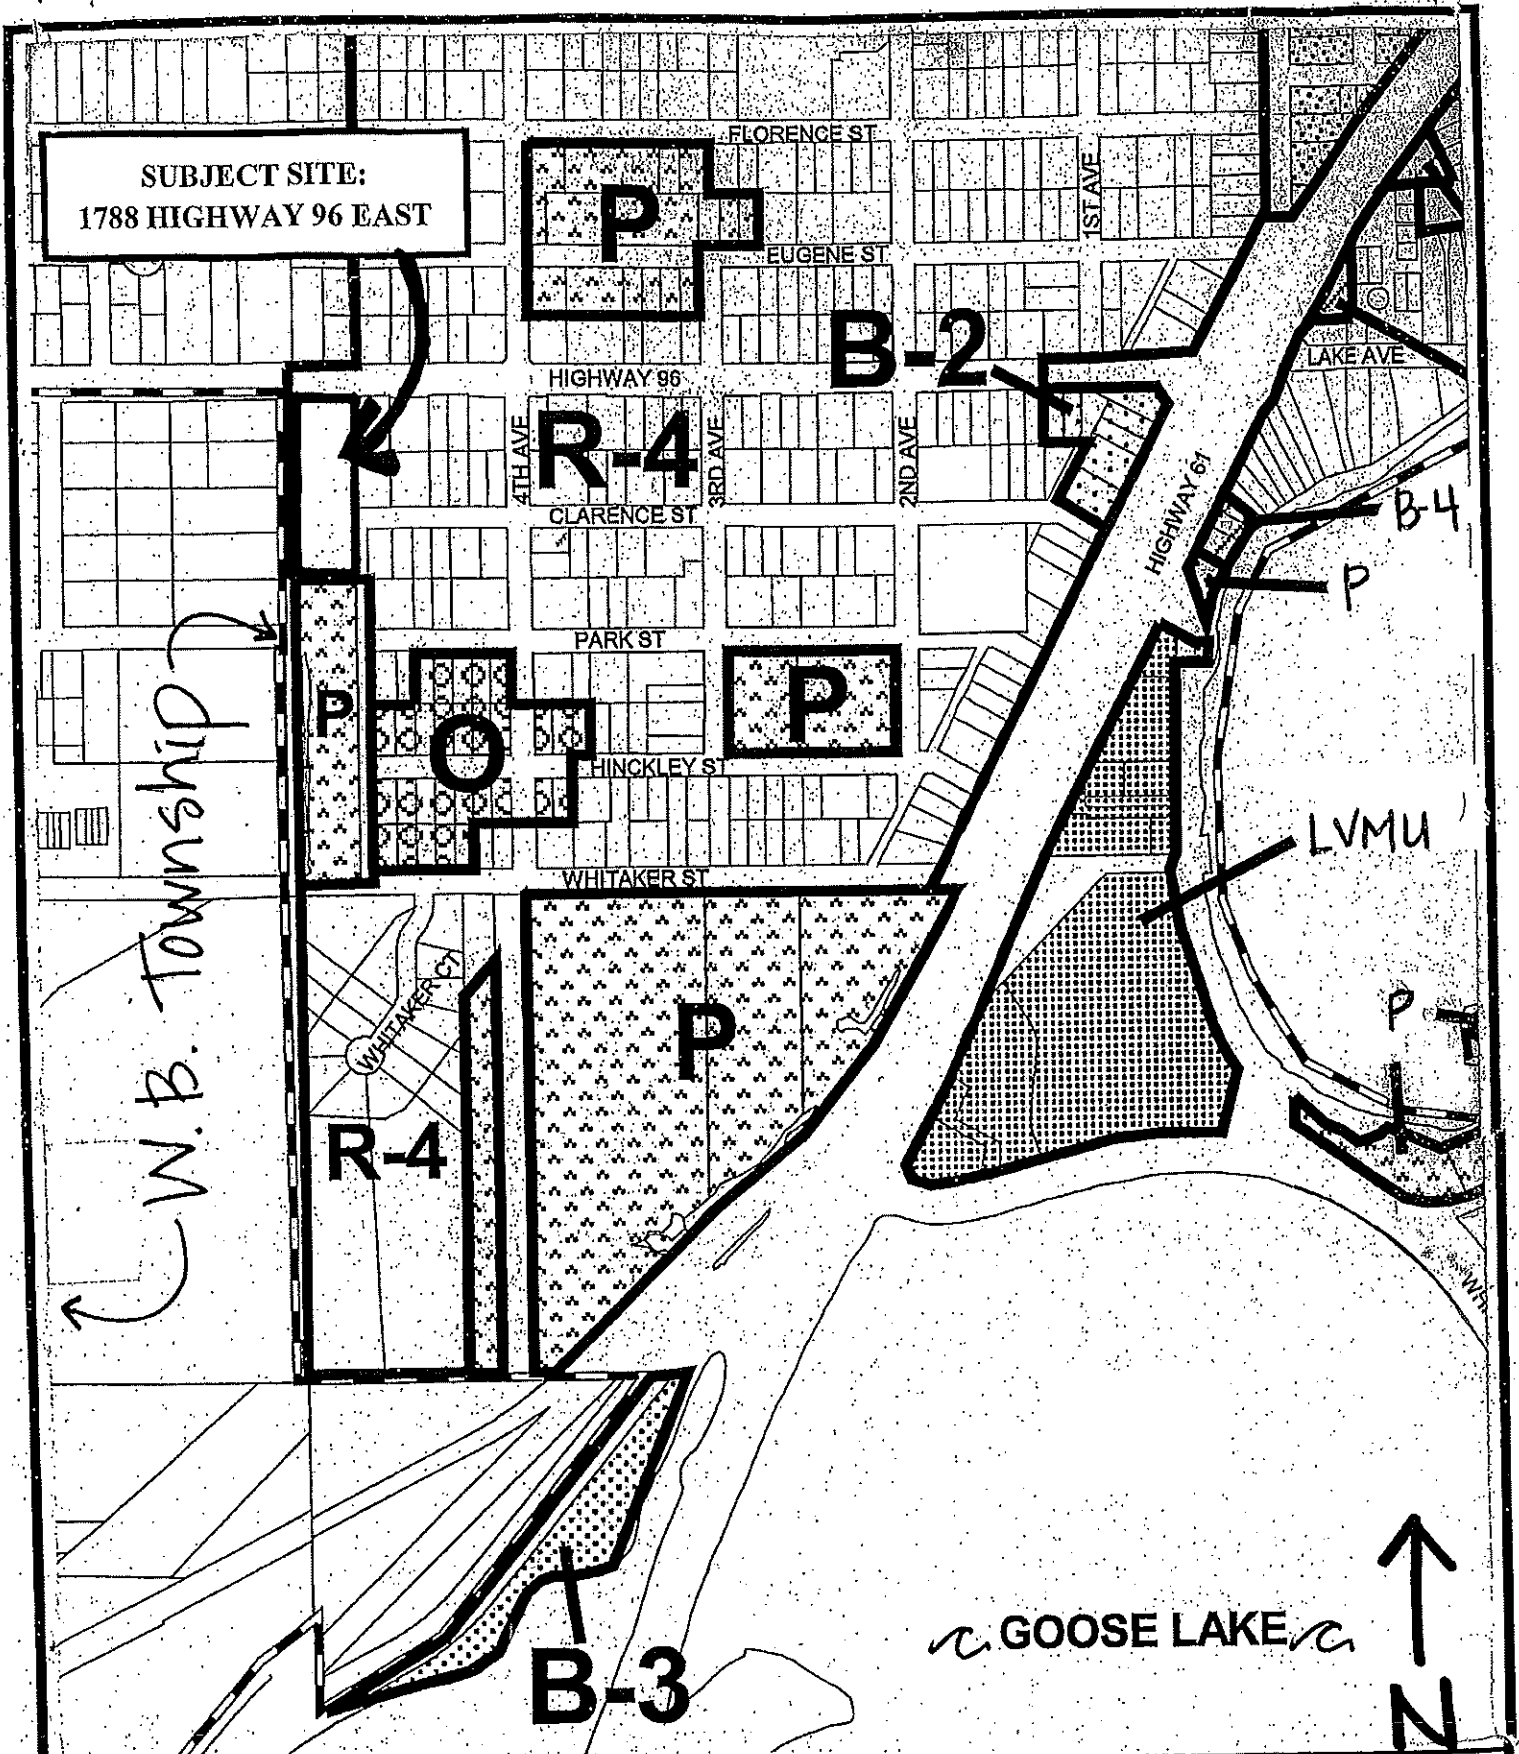 FLORENCE ST
SUBJECT SITE:
1788 HIGHWAY 96 EAST
1ST AVE
P
EUGENE ST
B-2
LAKE AVE
HIGHWAY 96
R-4
4TH AVE
3RD AVE
2ND AVE
HIGHWAY 61
CLARENCE ST
B-4
P
PARK ST
P
P
O
HINCKLEY ST
W. B. Township
LVMU
WHITAKER ST
WHITAKER CT
P
P
R-4
GOOSE LAKE
B-3
N